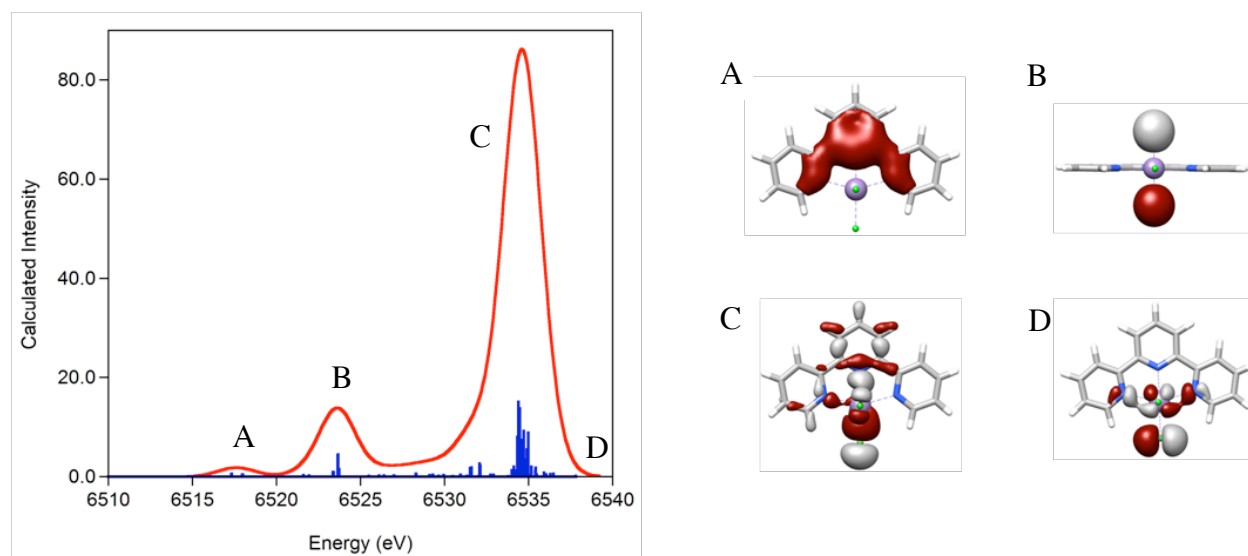 80.0
60.0
40.0
20.0
0.0
6510
6515
6520
6525
6530
6535
6540
Calculated Intensity
Energy (eV)
A
B
C
D
A
B
C
D